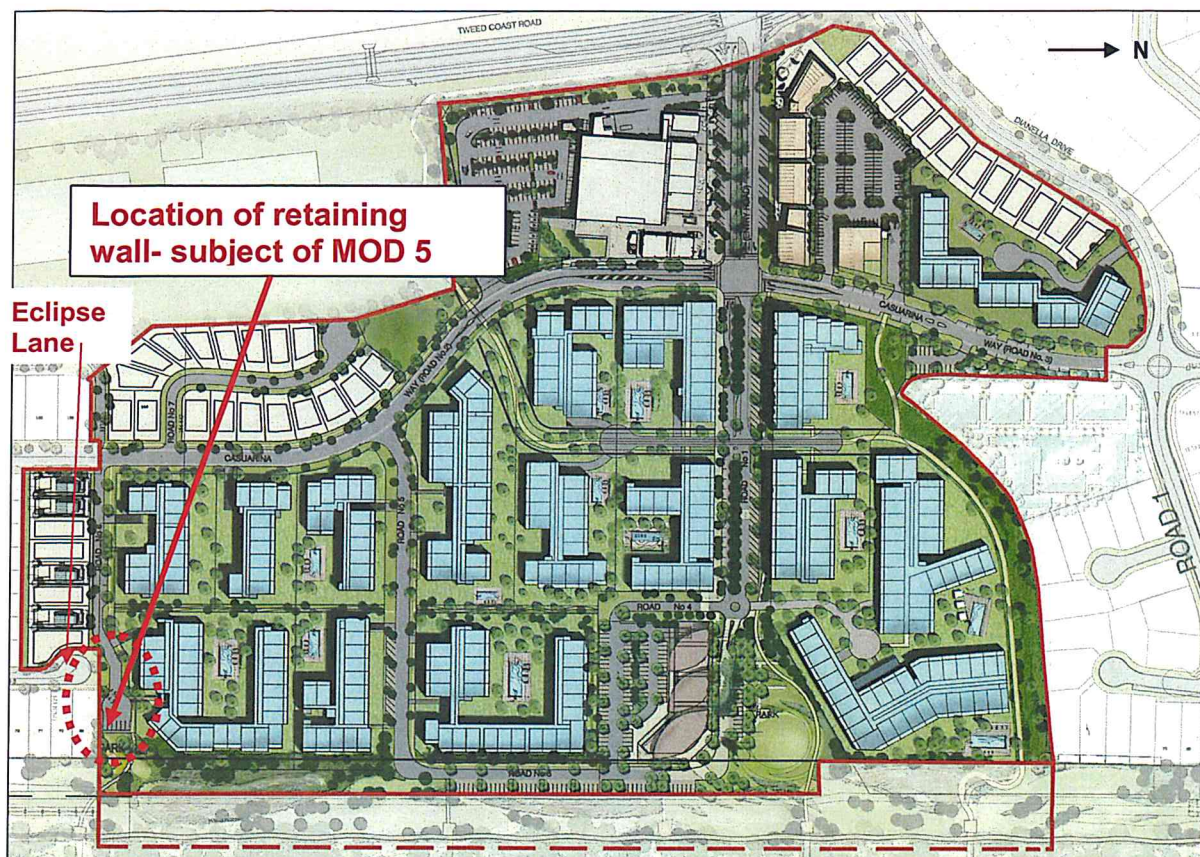 TWEED COAST ROAD
N
DIANELLA DRIVE
Location of retaining
wall- subject of MOD 5
Eclipse
Lane
CASUARINA
WAY (ROAD No. 3)
WAY (ROAD No.2)
ROAD No 7
CASUARINA
ROAD No 5
ROAD No 1
ROAD 1
ROAD No 4
PARK
PARK
ROAD No 6